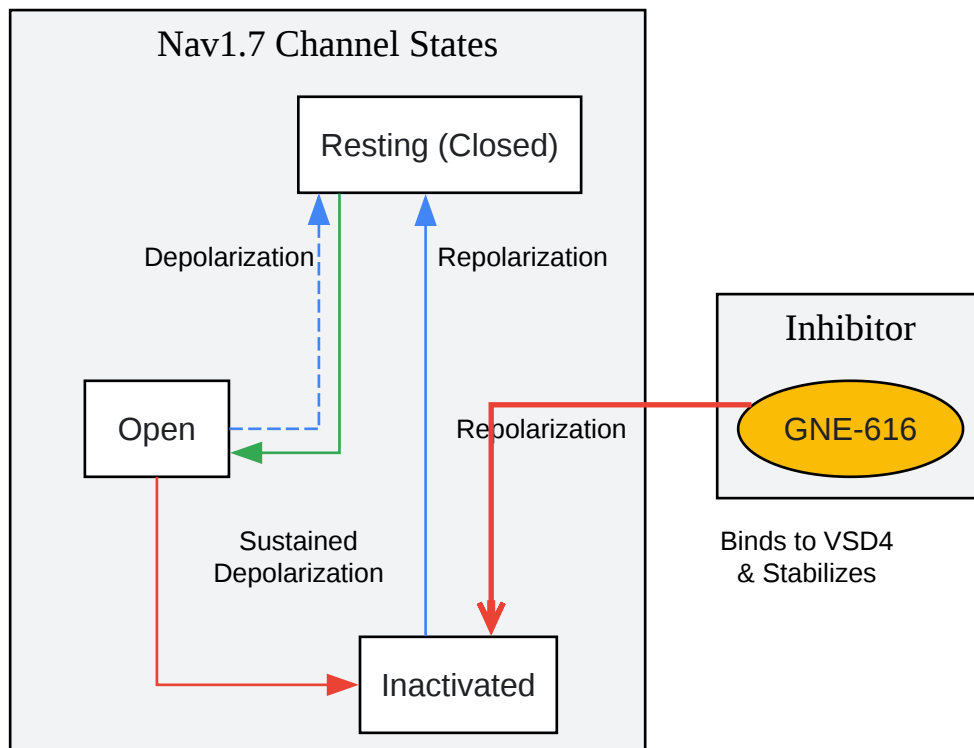 Nav1.7 Channel States
Resting (Closed)
Depolarization
Repolarization
Inhibitor
Open
Repolarization
GNE-616
Sustained
Depolarization
Binds to VSD4
& Stabilizes
Inactivated